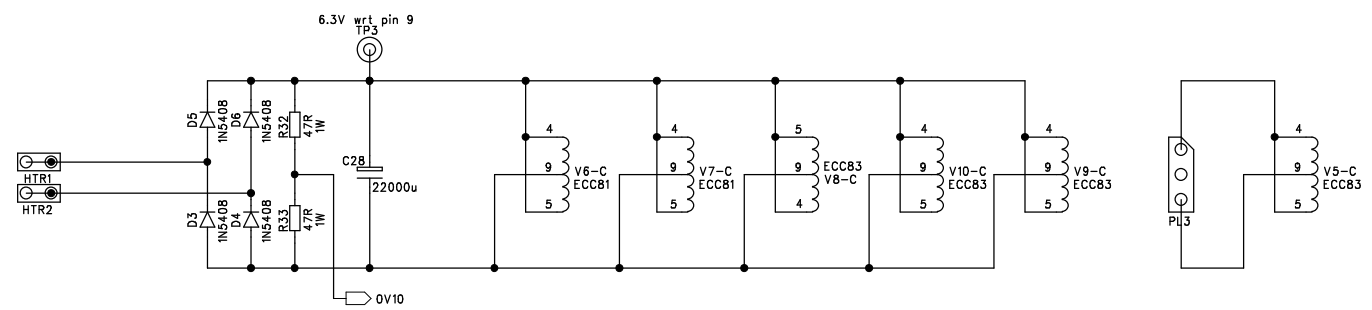 6.3V wrt pin 9
TP3
D5
1N5408
D6
1N5408
R32
47R
1W
C28
22000u
HTR1
HTR2
D3
1N5408
D4
1N5408
R33
47R
1W
0V10
4
9
5
V6-C
ECC81
4
9
5
V7-C
ECC81
5
9
4
ECC83
V8-C
4
9
5
V10-C
ECC83
4
9
5
V9-C
ECC83
PL3
4
9
5
V5-C
ECC83